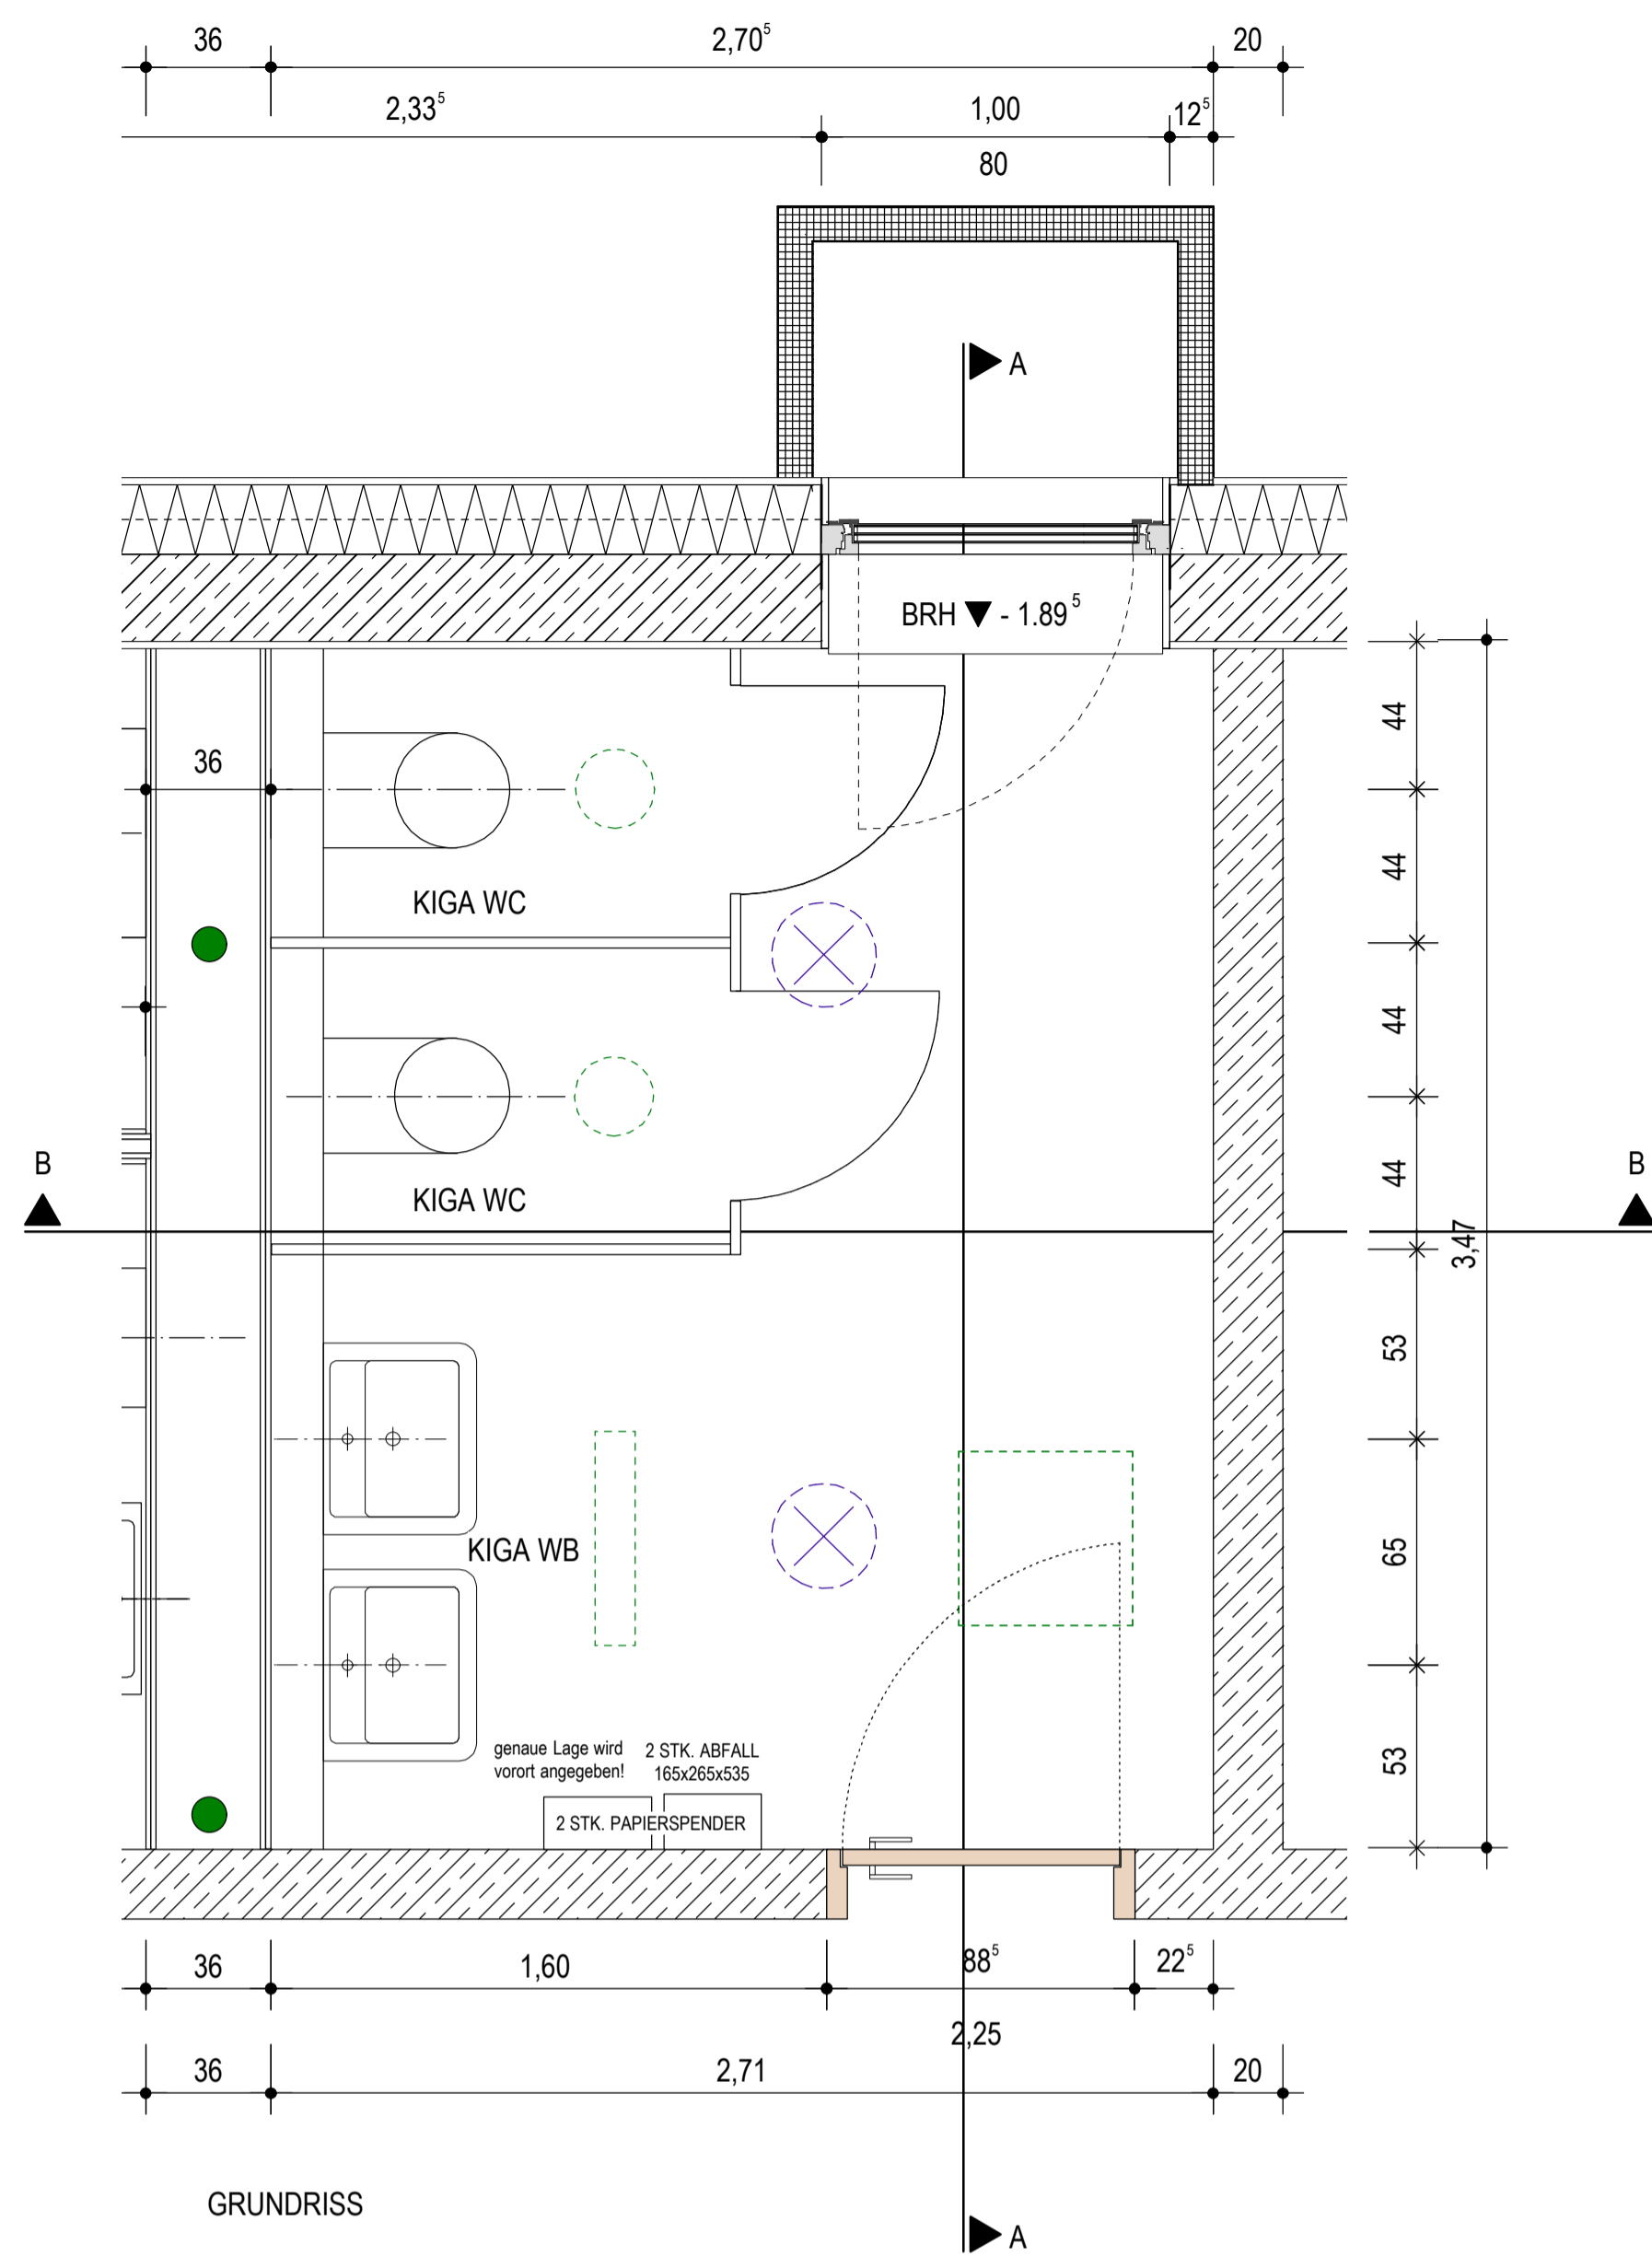 36 2,70⁵ 20
2,33⁵ 1,00 12⁵
80
A
BRH ▼ - 1.89⁵
44
36
44
KIGA WC
44
B B
44
KIGA WC
3,47
53
KIGA WB
65
genaue Lage wird
vorort angegeben!
2 STK. ABFALL
165x265x535
53
2 STK. PAPIERSPENDER
36 1,60 88⁵ 22⁵
2,25
36 2,71 20
GRUNDRISS
A